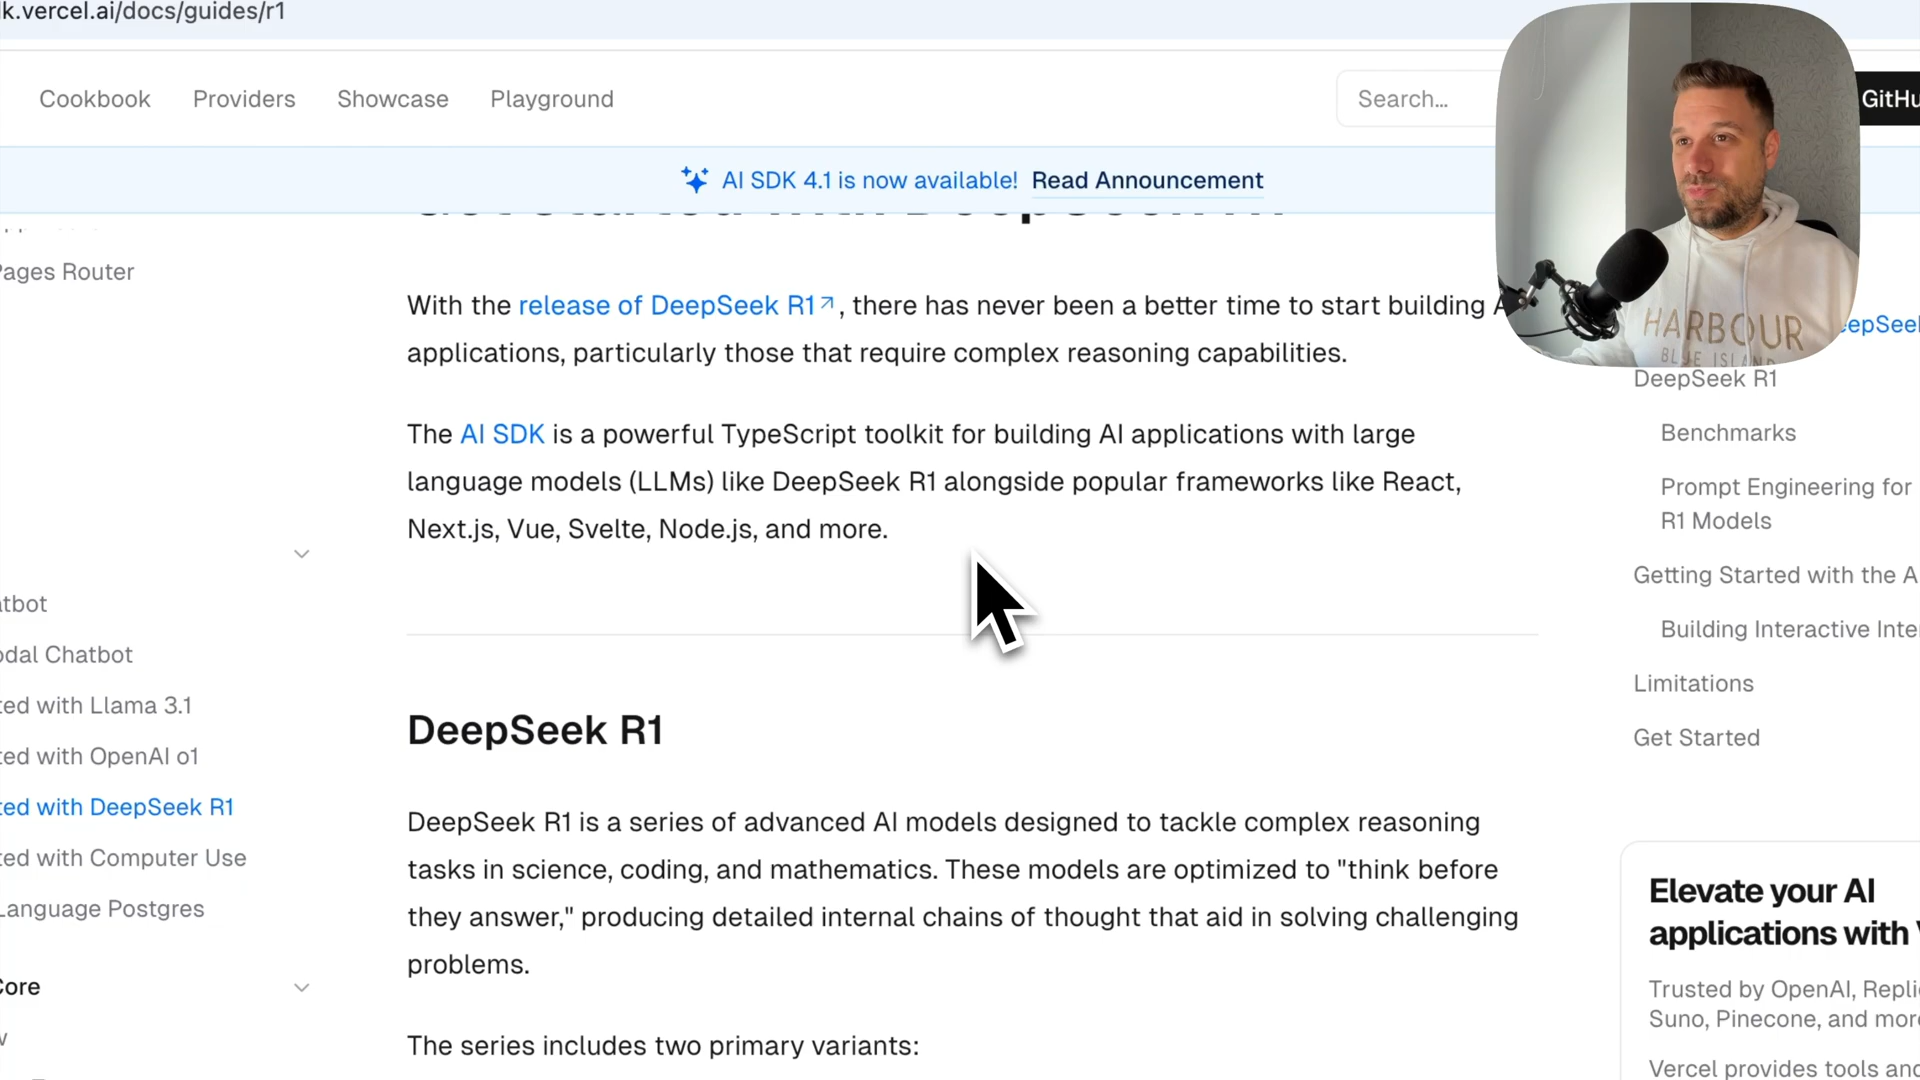 k.vercel.ai/docs/guides/r1
Cookbook Providers Showcase Playground Search...
AI SDK 4.1 is now available! Read Announcement
Pages Router
With the release of DeepSeek R1↗, there has never been a better time to start building
applications, particularly those that require complex reasoning capabilities.
The AI SDK is a powerful TypeScript toolkit for building AI applications with large
language models (LLMs) like DeepSeek R1 alongside popular frameworks like React,
Next.js, Vue, Svelte, Node.js, and more.
DeepSeek R1
DeepSeek R1 is a series of advanced AI models designed to tackle complex reasoning
tasks in science, coding, and mathematics. These models are optimized to "think before
they answer," producing detailed internal chains of thought that aid in solving challenging
problems.
The series includes two primary variants:
Chatbot
ted with Llama 3.1
ted with OpenAI o1
ted with DeepSeek R1
ted with Computer Use
Language Postgres
Core
HARBOUR
BLUE ISLAND
DeepSeek R1
Benchmarks
Prompt Engineering for
R1 Models
Getting Started with the
Building Interactive
Limitations
Get Started
Elevate your AI
applications with
Trusted by OpenAI,
Suno, Pinecone, and
Vercel provides tools